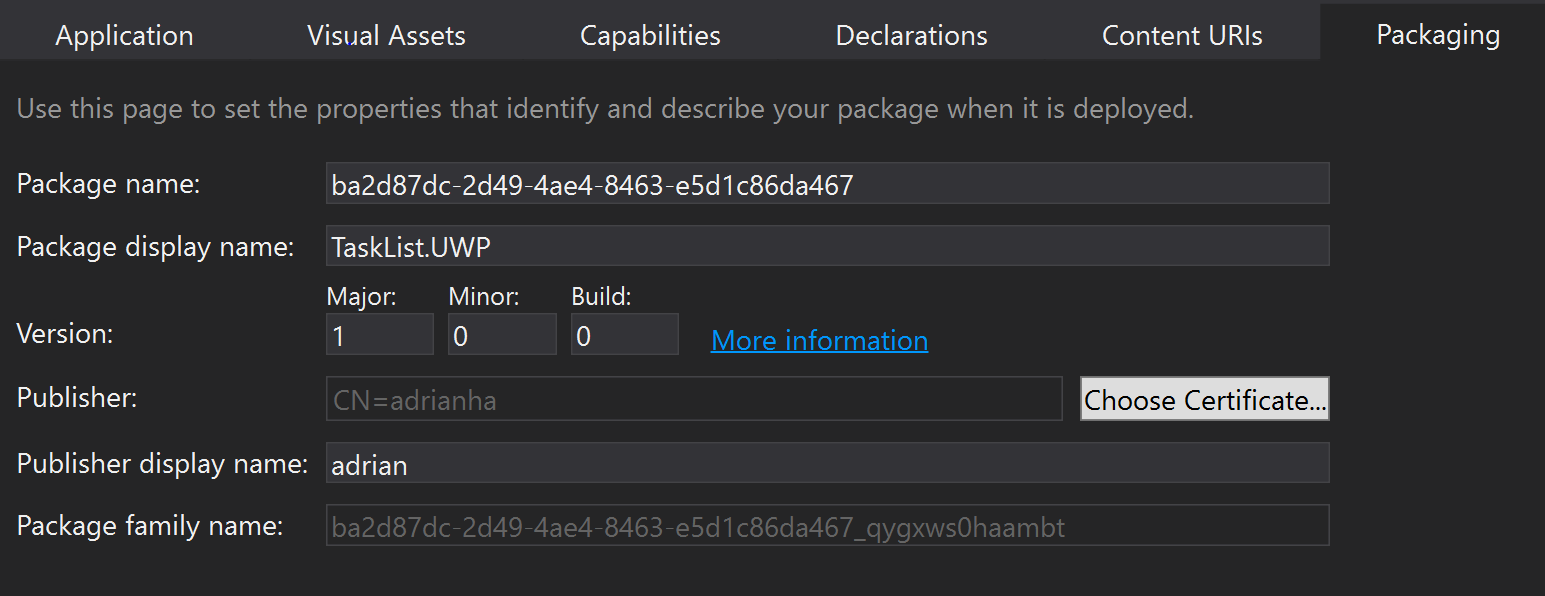 Application Visual Assets Capabilities Declarations Content URIs Packaging
Use this page to set the properties that identify and describe your package when it is deployed.
Package name: ba2d87dc-2d49-4ae4-8463-e5d1c86da467
Package display name: TaskList.UWP
Major: Minor: Build:
Version: 1 0 0 More information
Publisher: CN=adrianha Choose Certificate...
Publisher display name: adrian
Package family name: ba2d87dc-2d49-4ae4-8463-e5d1c86da467_qygxws0haambt